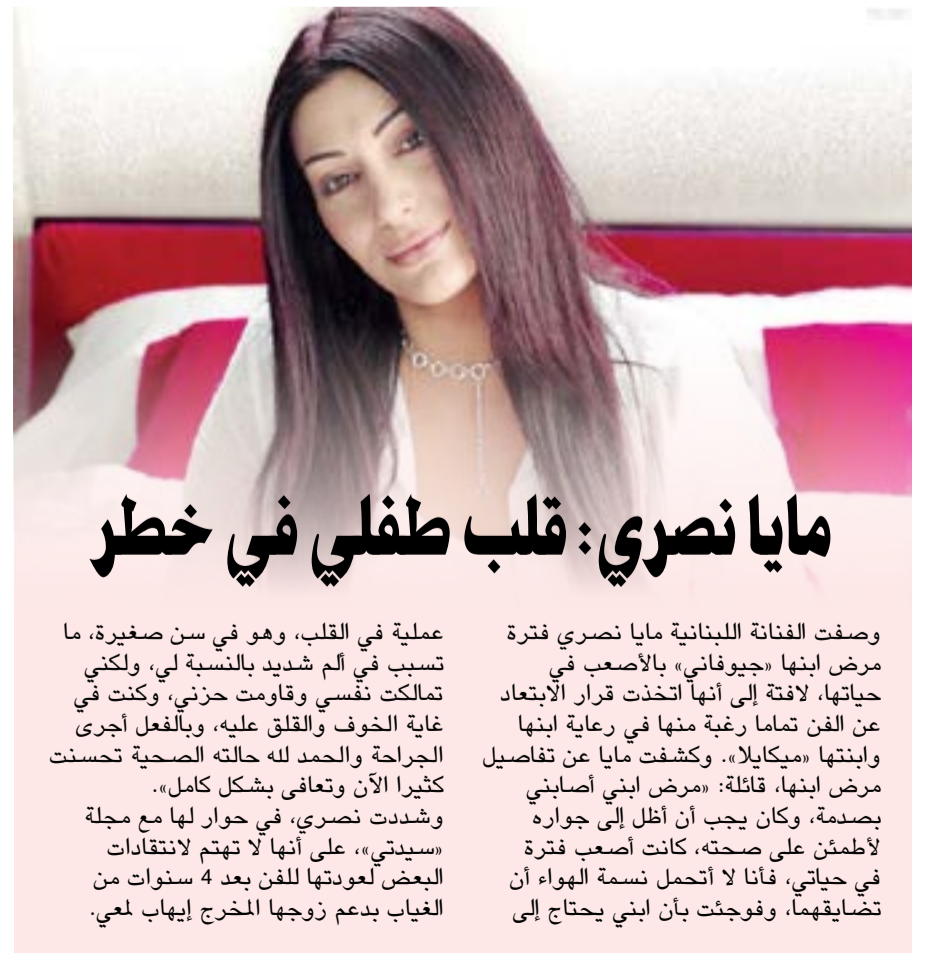 مايا نصري: قلب طفلي في خطر
وصفت الفنانة اللبنانية مايا نصري فترة
مرض ابنها «جيوفاني» بالأصعب في
حياتها، لافتة إلى أنها اتخذت قرار الابتعاد
عن الفن تماما رغبة منها في رعاية ابنها
وابنتها «ميكايلا». وكشفت مايا عن تفاصيل
مرض ابنها، قائلة: «مرض ابني أصابني
بصدمة، وكان يجب أن أظل إلى جواره
لأطمئن على صحته، كانت أصعب فترة
في حياتي، فأنا لا أتحمل نسمة الهواء أن
تضايقهما، وفوجئت بأن ابني يحتاج إلى
عملية في القلب، وهو في سن صغيرة، ما
تسبب في ألم شديد بالنسبة لي، ولكني
تمالكت نفسي وقاومت حزني، وكنت في
غاية الخوف والقلق عليه، وبالفعل أجرى
الجراحة والحمد لله حالته الصحية تحسنت
كثيرا الآن وتعافى بشكل كامل».
وشددت نصري، في حوار لها مع مجلة
«سيدتي»، على أنها لا تهتم لانتقادات
البعض لعودتها للفن بعد 4 سنوات من
الغياب بدعم زوجها المخرج إيهاب لمعي.